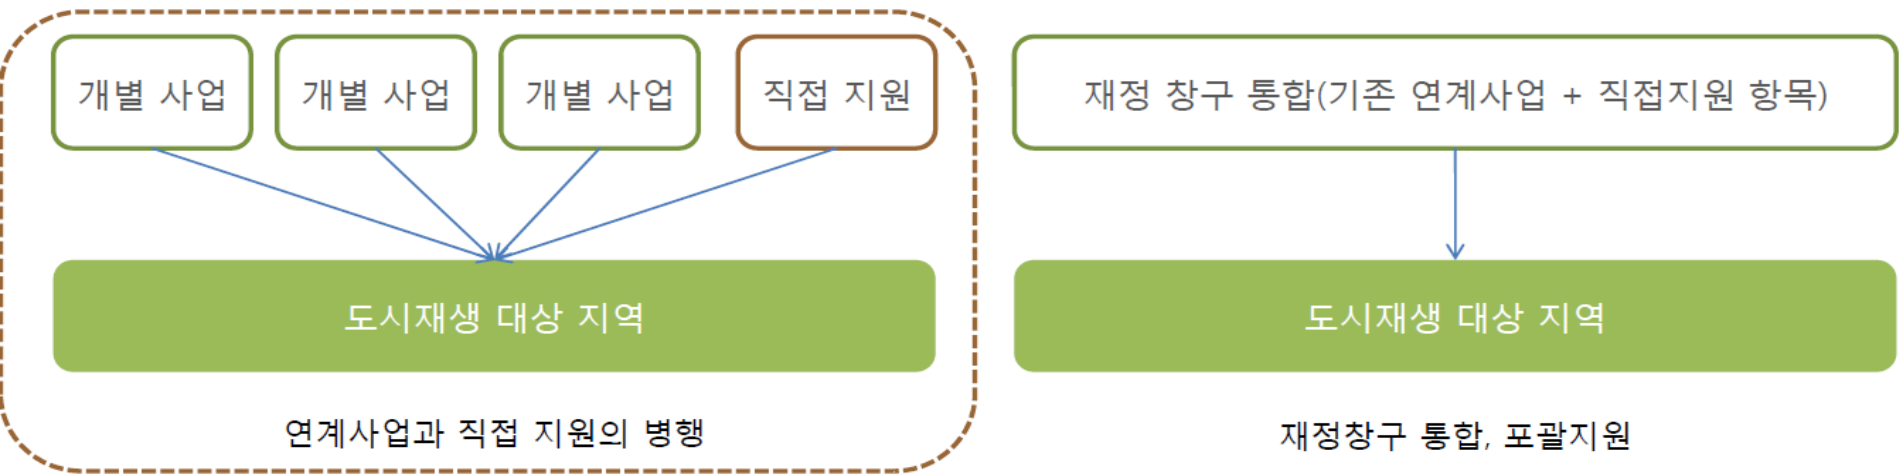 개별 사업
개별 사업
개별 사업
직접 지원
도시재생 대상 지역
연계사업과 직접 지원의 병행
재정 창구 통합(기존 연계사업 + 직접지원 항목)
도시재생 대상 지역
재정창구 통합, 포괄지원